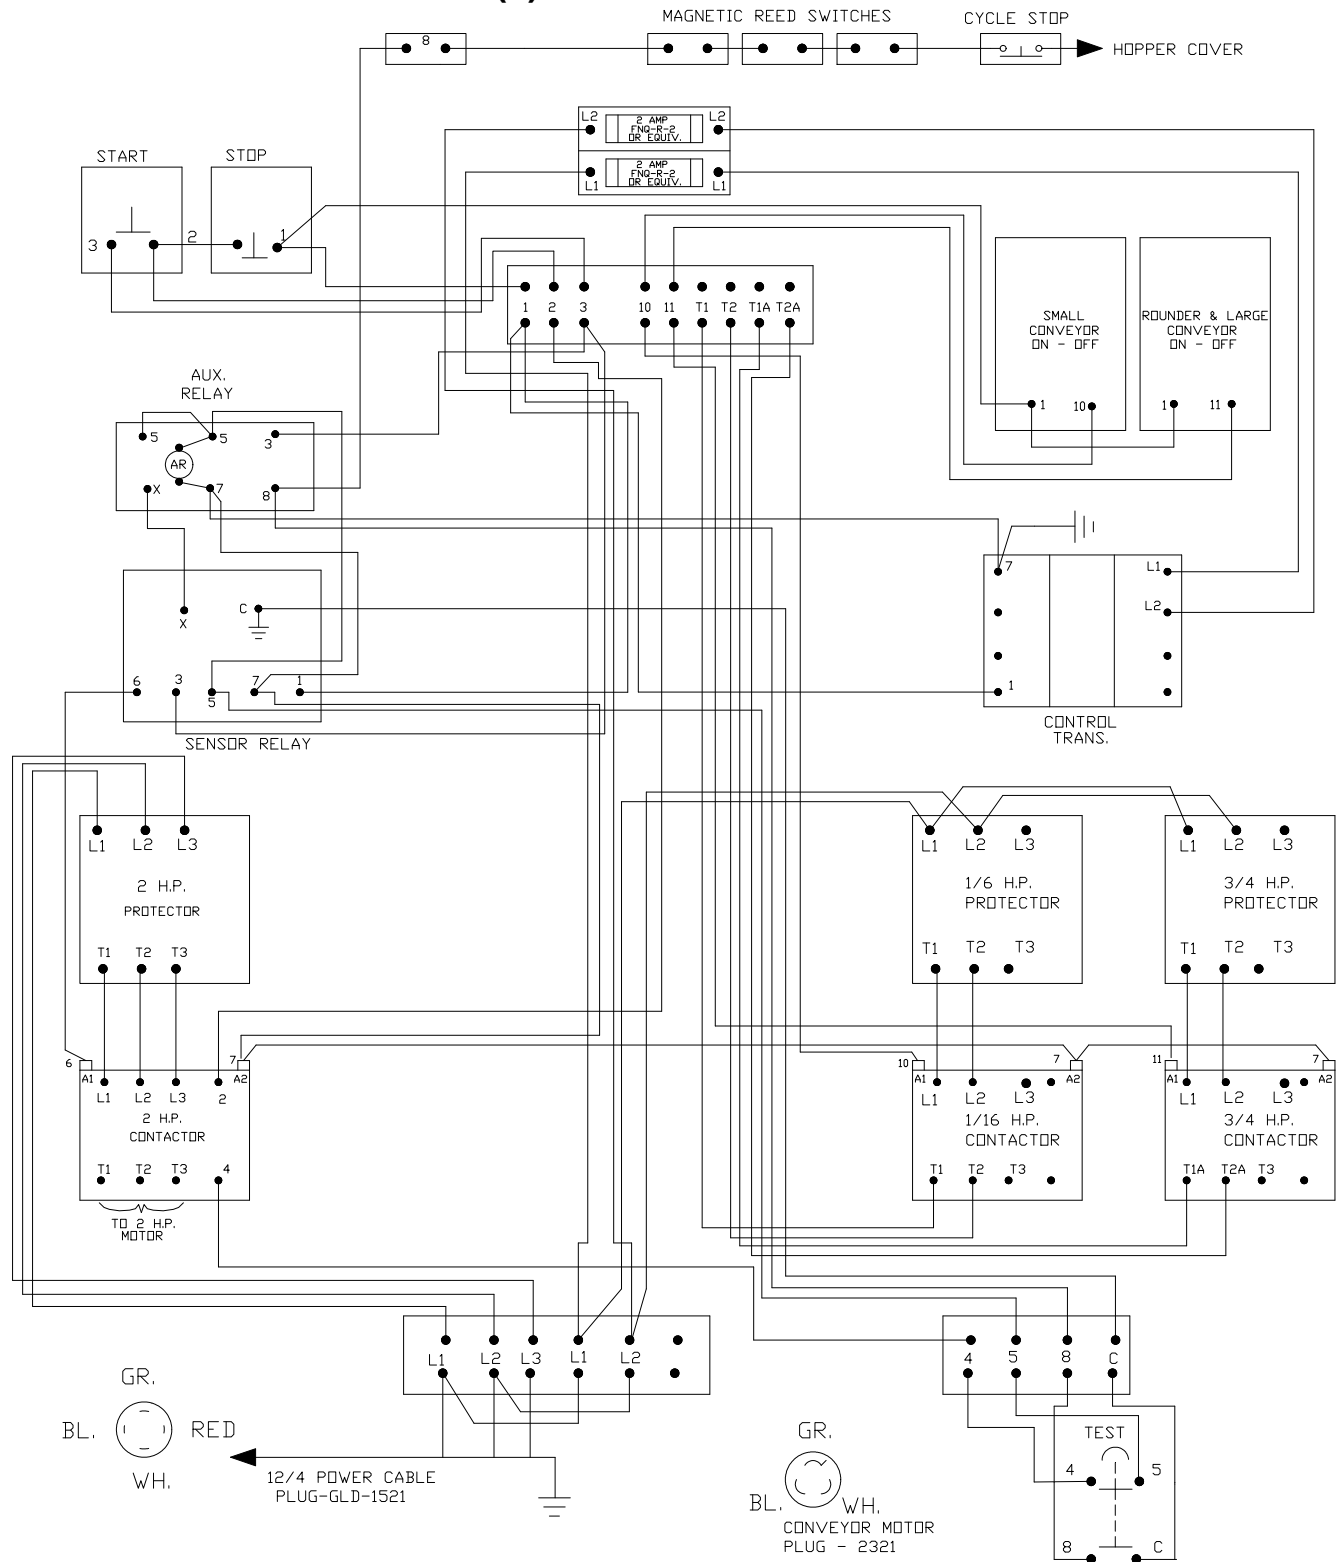 MAGNETIC REED SWITCHES
CYCLE STOP
8
HOPPER COVER
L2
2 AMP
FNQ-R-2
OR EQUIV.
L2
L1
2 AMP
FNQ-R-2
OR EQUIV.
L1
START
STOP
3
2
1
1 2 3 10 11 T1 T2 T1A T2A
SMALL
CONVEYOR
ON - OFF
1 10
ROUNDER & LARGE
CONVEYOR
ON - OFF
1 11
AUX.
RELAY
5 5 3
AR
X 7 8
7 L1
L2
1
CONTROL
TRANS.
X
C
6 3 5 7 1
SENSOR RELAY
L1 L2 L3
2 H.P.
PROTECTOR
T1 T2 T3
L1 L2 L3
1/6 H.P.
PROTECTOR
T1 T2 T3
L1 L2 L3
3/4 H.P.
PROTECTOR
T1 T2 T3
6 7
A1 A2
L1 L2 L3 2
2 H.P.
CONTACTOR
T1 T2 T3 4
TO 2 H.P.
MOTOR
10 7
A1 A2
L1 L2 L3
1/16 H.P.
CONTACTOR
T1 T2 T3
11 7
A1 A2
L1 L2 L3
3/4 H.P.
CONTACTOR
T1A T2A T3
L1 L2 L3 L1 L2
4 5 8 C
GR.
BL. RED
WH.
12/4 POWER CABLE
PLUG-GLD-1521
GR.
BL. WH.
CONVEYOR MOTOR
PLUG - 2321
TEST
4 5
8 C